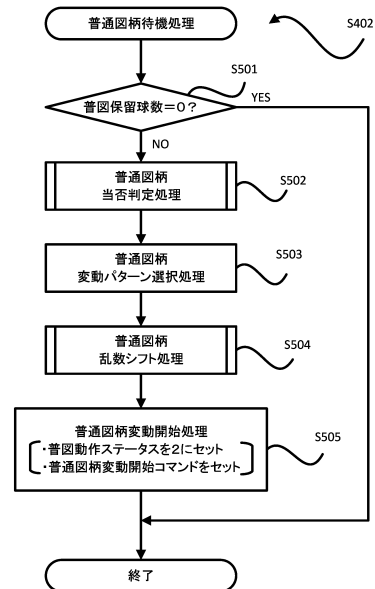 普通図柄待機処理
S402
S501
普図保留球数=0?
YES
NO
普通図柄
当否判定処理
S502
普通図柄
変動パターン選択処理
S503
普通図柄
乱数シフト処理
S504
普通図柄変動開始処理
・普図動作ステータスを2にセット
・普通図柄変動開始コマンドをセット
S505
終了